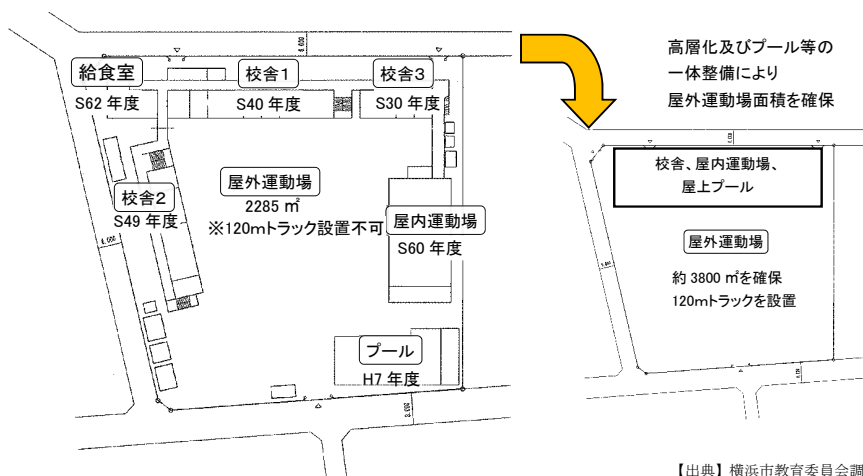 給食室
S62 年度
校舎1
S40 年度
校舎3
S30 年度
校舎2
S49 年度
屋外運動場
2285 ㎡
※120mトラック設置不可
屋内運動場
S60 年度
プール
H7 年度
高層化及びプール等の
一体整備により
屋外運動場面積を確保
校舎、屋内運動場、
屋上プール
屋外運動場
約 3800 ㎡を確保
120mトラックを設置
【出典】横浜市教育委員会調